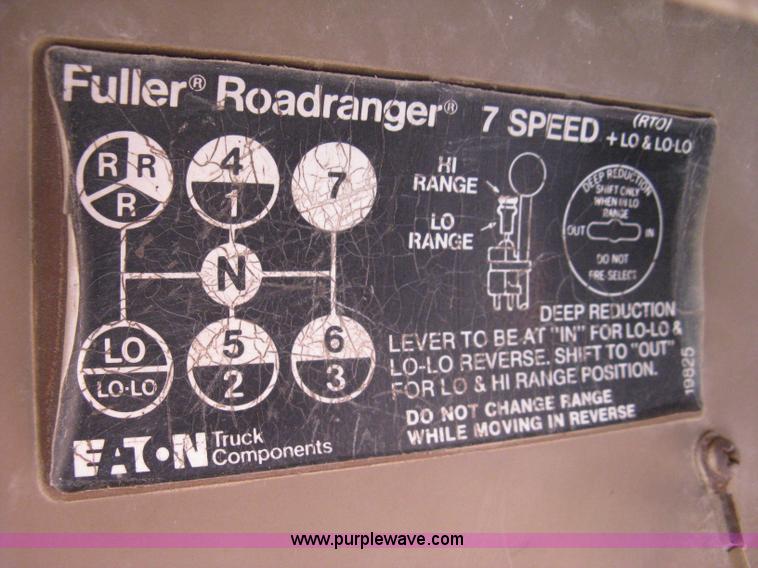 Fuller® Roadranger® 7 SPEED (RTO)
+ LO & LO-LO
R R
R
4
1
7
N
LO
LO-LO
5
2
6
3
HI
RANGE
LO
RANGE
DEEP REDUCTION
SHIFT ONLY
WHEN IN LO
RANGE
OUT IN
DO NOT
PRE-SELECT
DEEP REDUCTION
LEVER TO BE AT "IN" FOR LO-LO &
LO-LO REVERSE. SHIFT TO "OUT"
FOR LO & HI RANGE POSITION.
DO NOT CHANGE RANGE
WHILE MOVING IN REVERSE
19825
EATON Truck
Components
www.purplewave.com